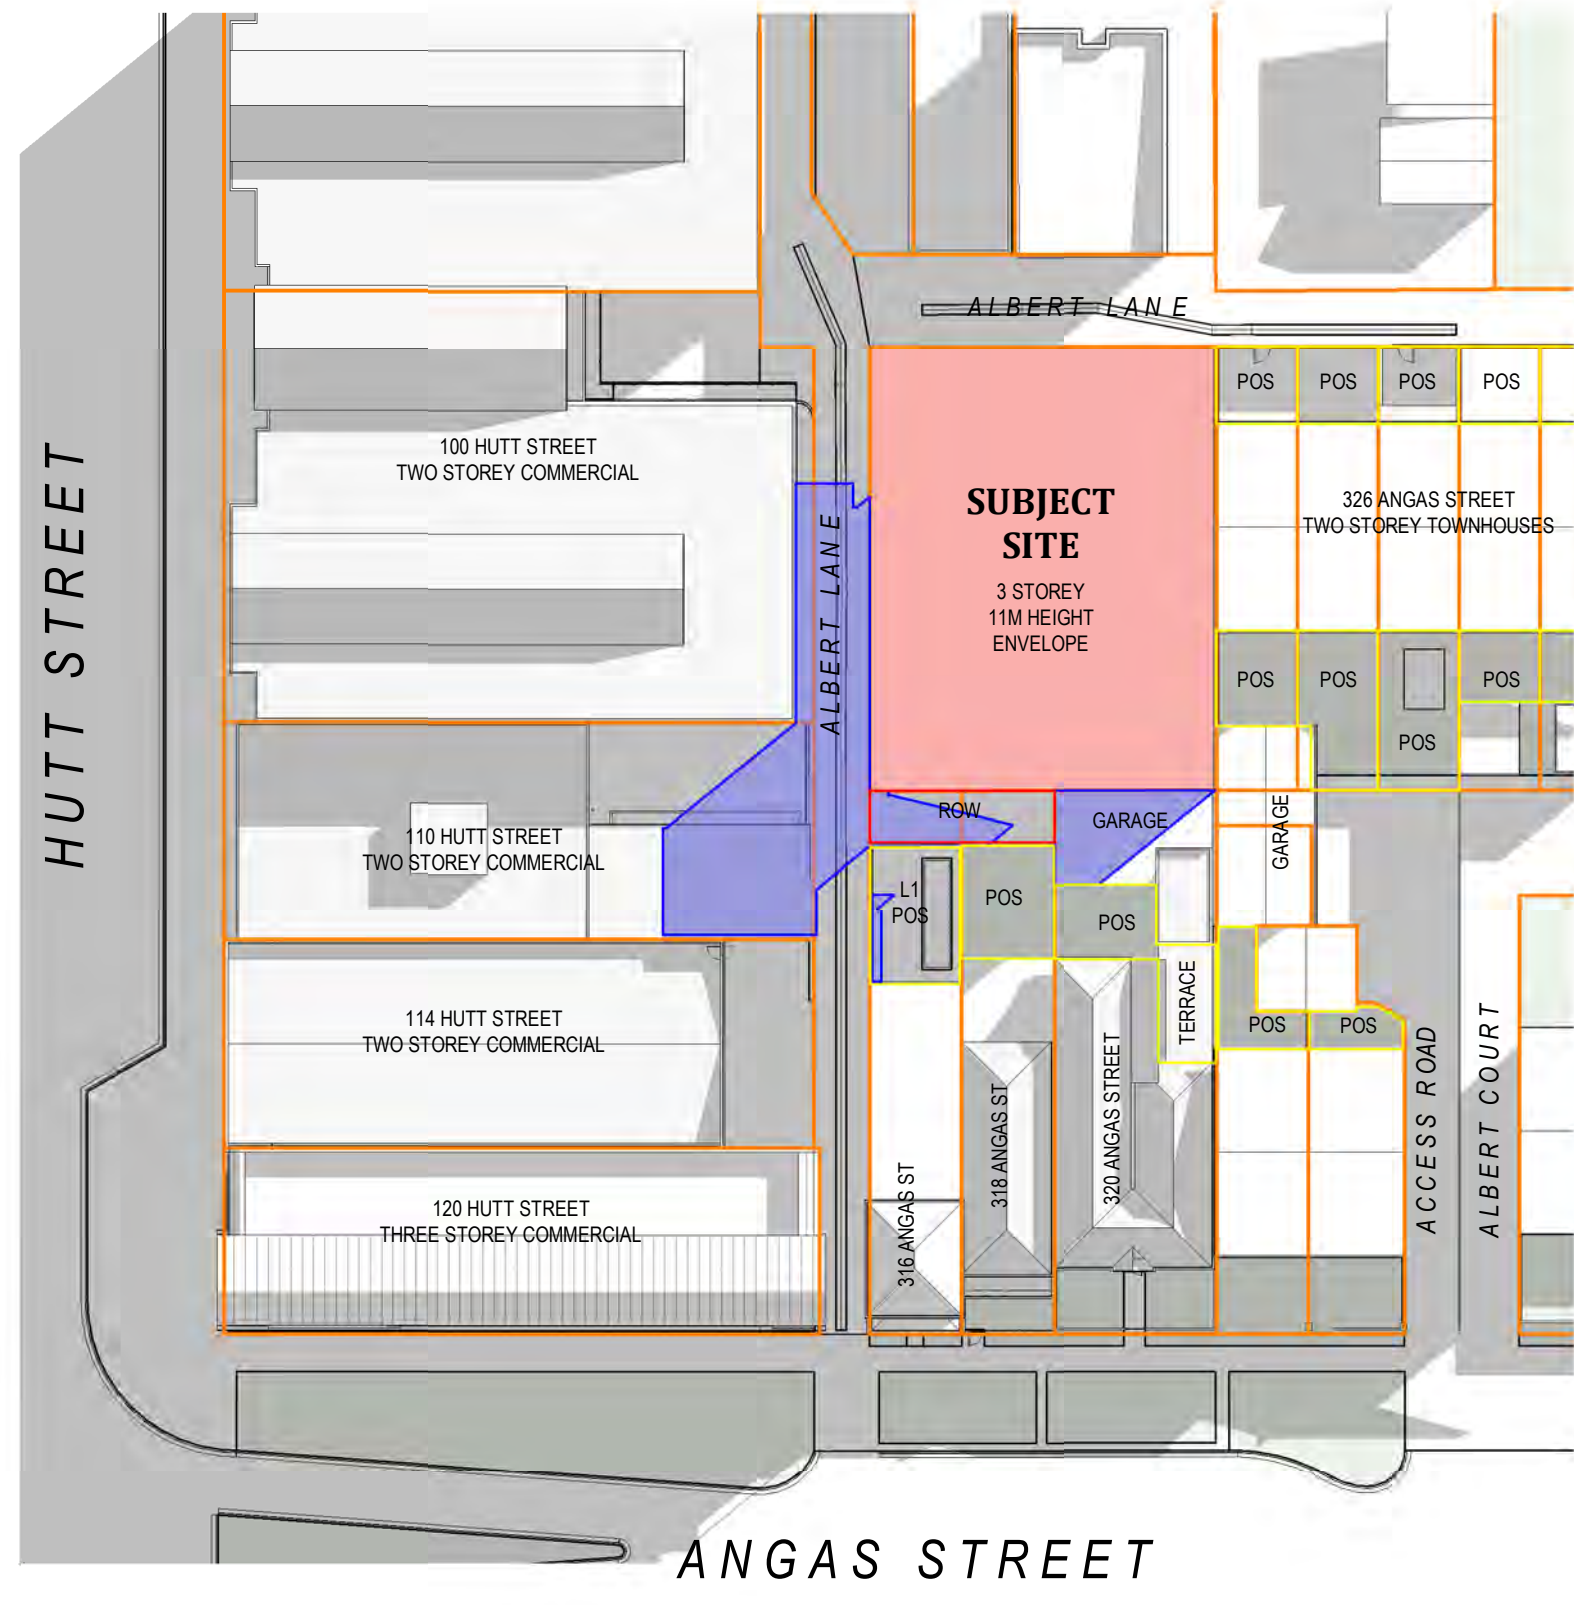 ALBERT LANE
POS
POS
POS
POS
100 HUTT STREET
TWO STOREY COMMERCIAL
SUBJECT
SITE
3 STOREY
11M HEIGHT
ENVELOPE
326 ANGAS STREET
TWO STOREY TOWNHOUSES
HUTT STREET
ALBERT LANE
POS
POS
POS
POS
110 HUTT STREET
TWO STOREY COMMERCIAL
ROW
GARAGE
GARAGE
L1
POS
POS
POS
114 HUTT STREET
TWO STOREY COMMERCIAL
TERRACE
POS
POS
120 HUTT STREET
THREE STOREY COMMERCIAL
316 ANGAS ST
318 ANGAS ST
320 ANGAS STREET
ACCESS ROAD
ALBERT COURT
ANGAS STREET